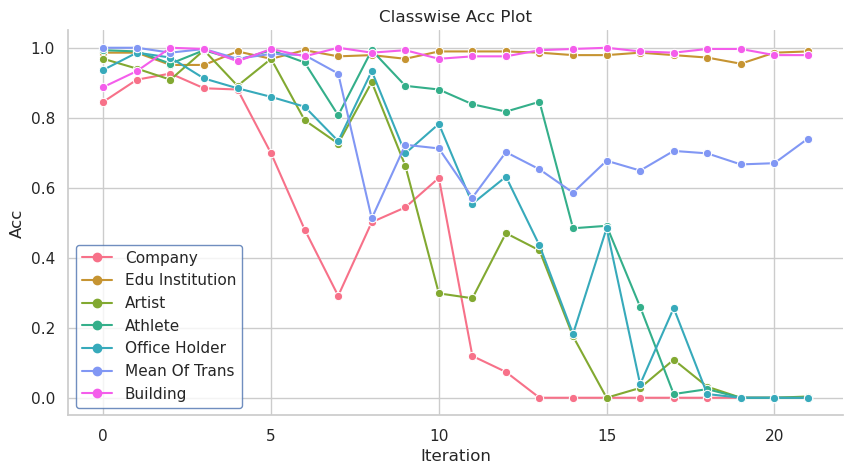 Classwise Acc Plot
1.0
0.8
0.6
0.4
0.2
0.0
Acc
Company
Edu Institution
Artist
Athlete
Office Holder
Mean Of Trans
Building
0 5 10 15 20
Iteration